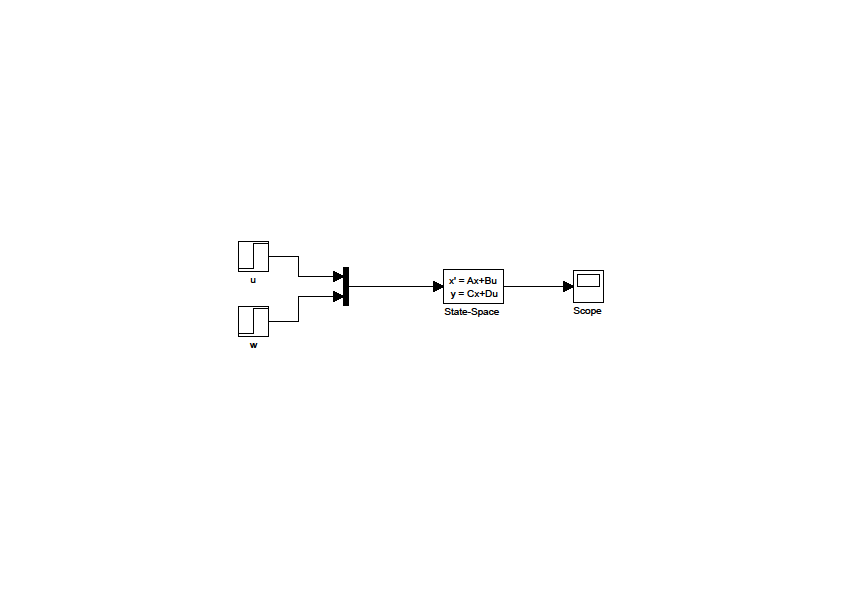 u
w
x' = Ax+Bu
y = Cx+Du
State-Space
Scope